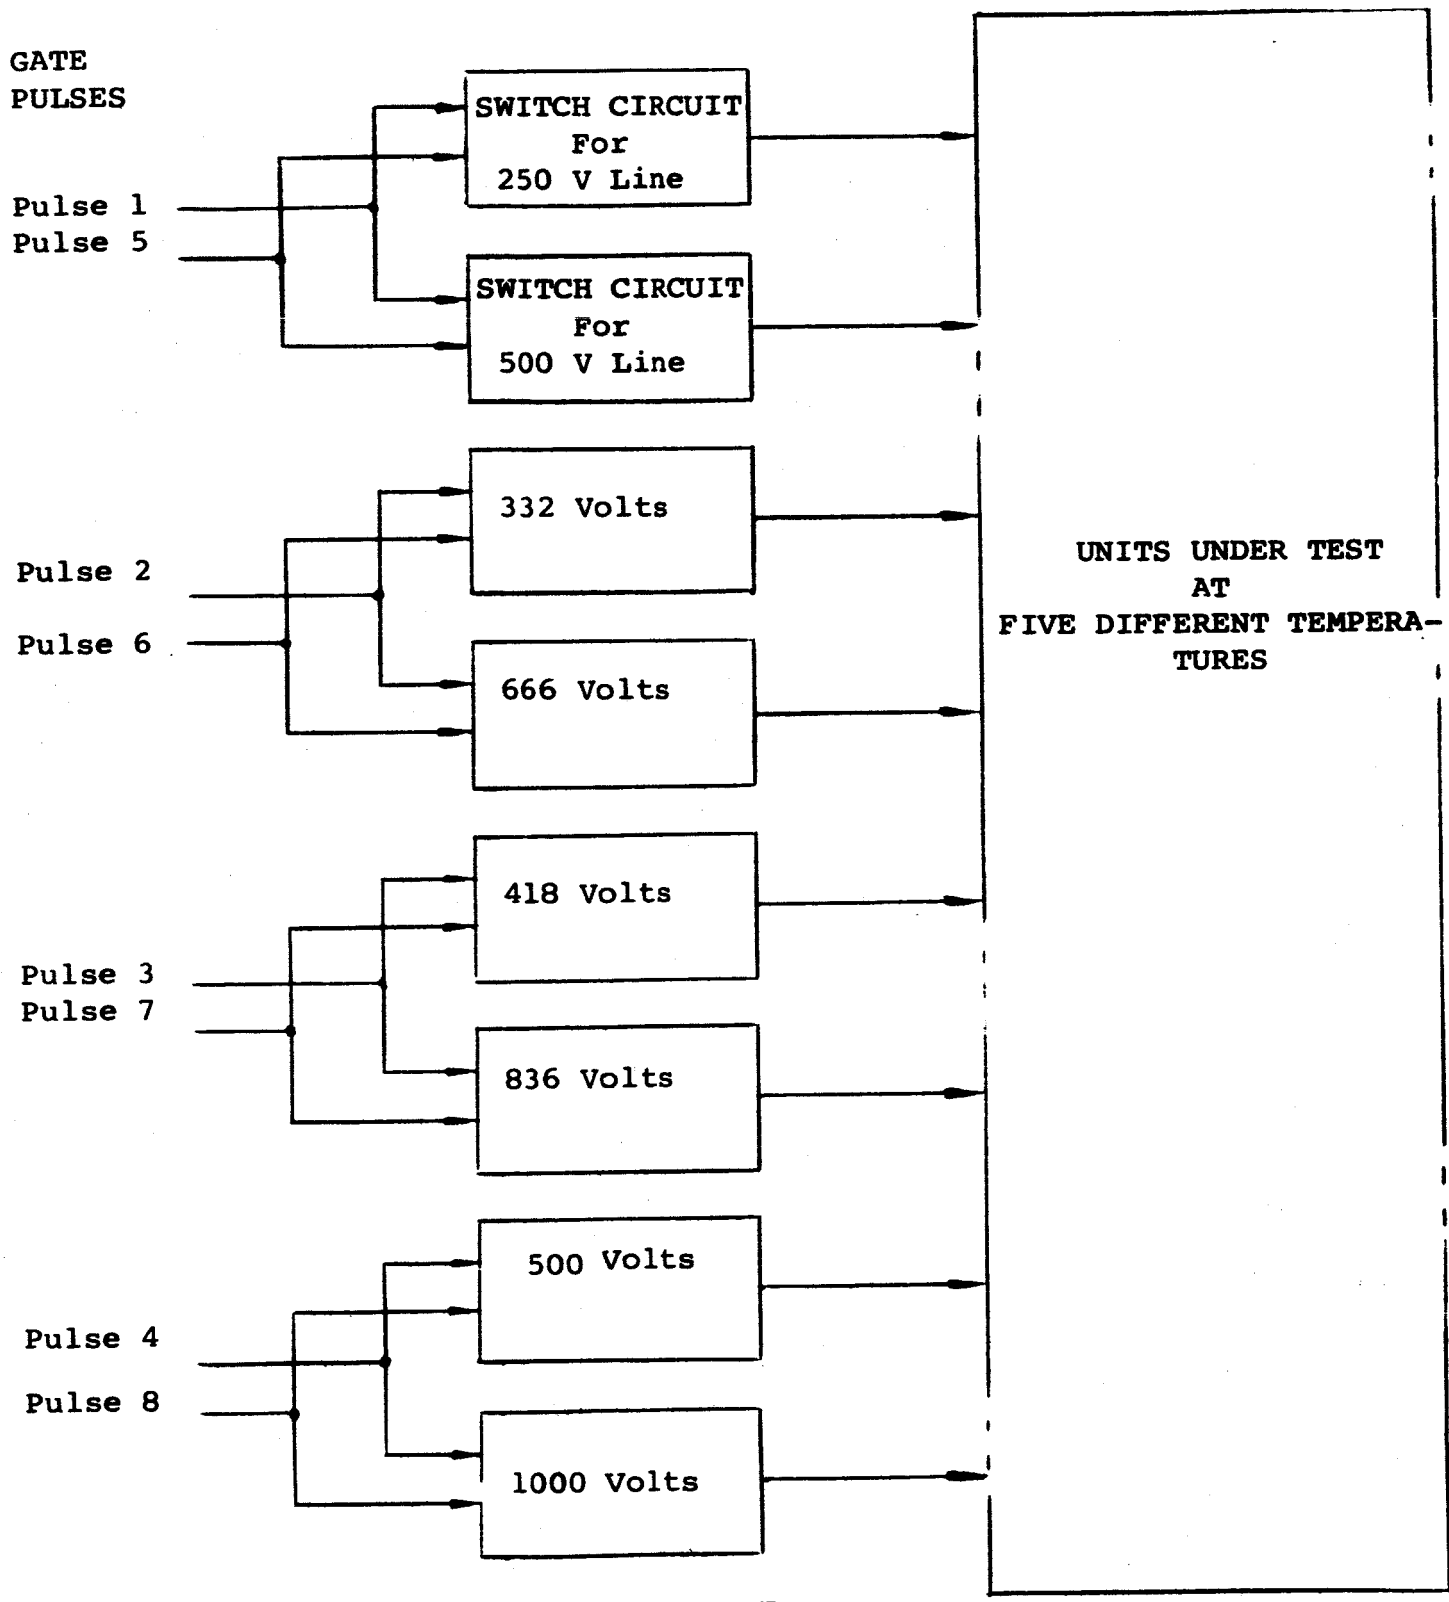 GATE
PULSES
SWITCH CIRCUIT
For
250 V Line
Pulse 1
Pulse 5
SWITCH CIRCUIT
For
500 V Line
332 Volts
Pulse 2
Pulse 6
666 Volts
418 Volts
Pulse 3
Pulse 7
836 Volts
500 Volts
Pulse 4
Pulse 8
1000 Volts
UNITS UNDER TEST
AT
FIVE DIFFERENT TEMPERA-
TURES